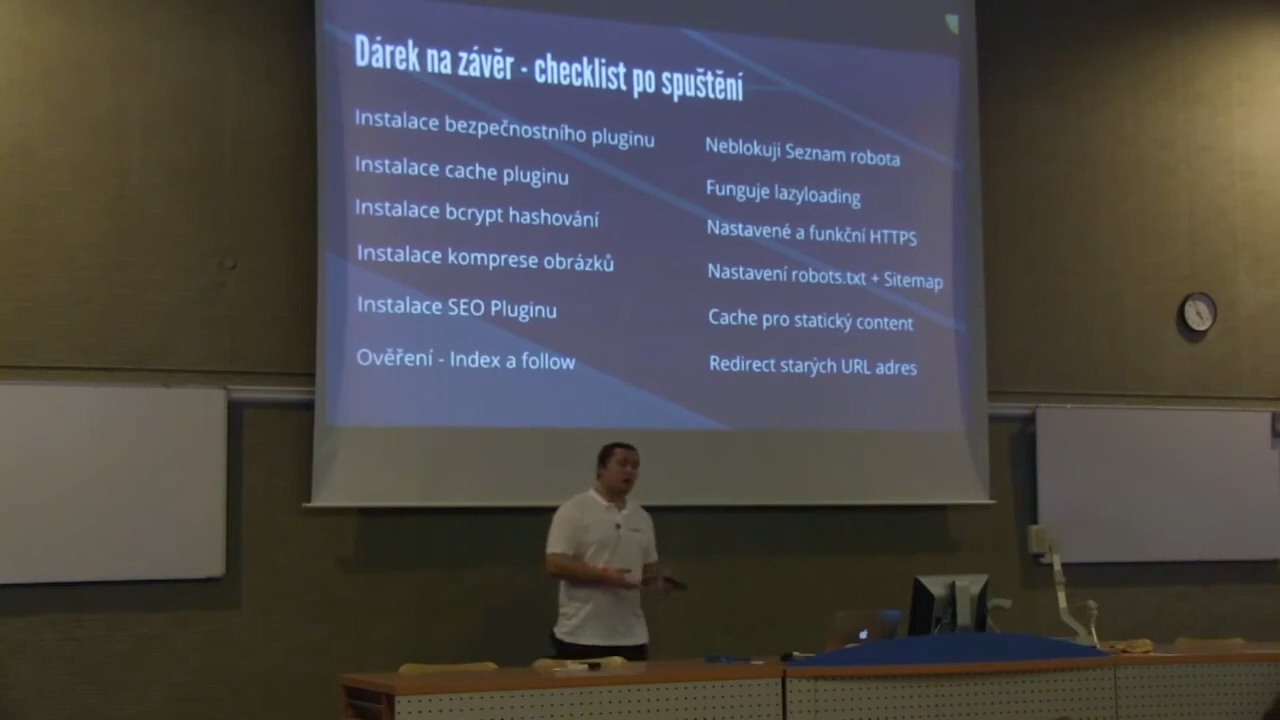 Dárek na závěr - checklist po spuštění
Instalace bezpečnostního pluginu
Instalace cache pluginu
Instalace bcrypt hashování
Instalace komprese obrázků
Instalace SEO Pluginu
Ověření - Index a follow
Neblokuji Seznam robota
Funguje lazyloading
Nastavené a funkční HTTPS
Nastavení robots.txt + Sitemap
Cache pro statický content
Redirect starých URL adres